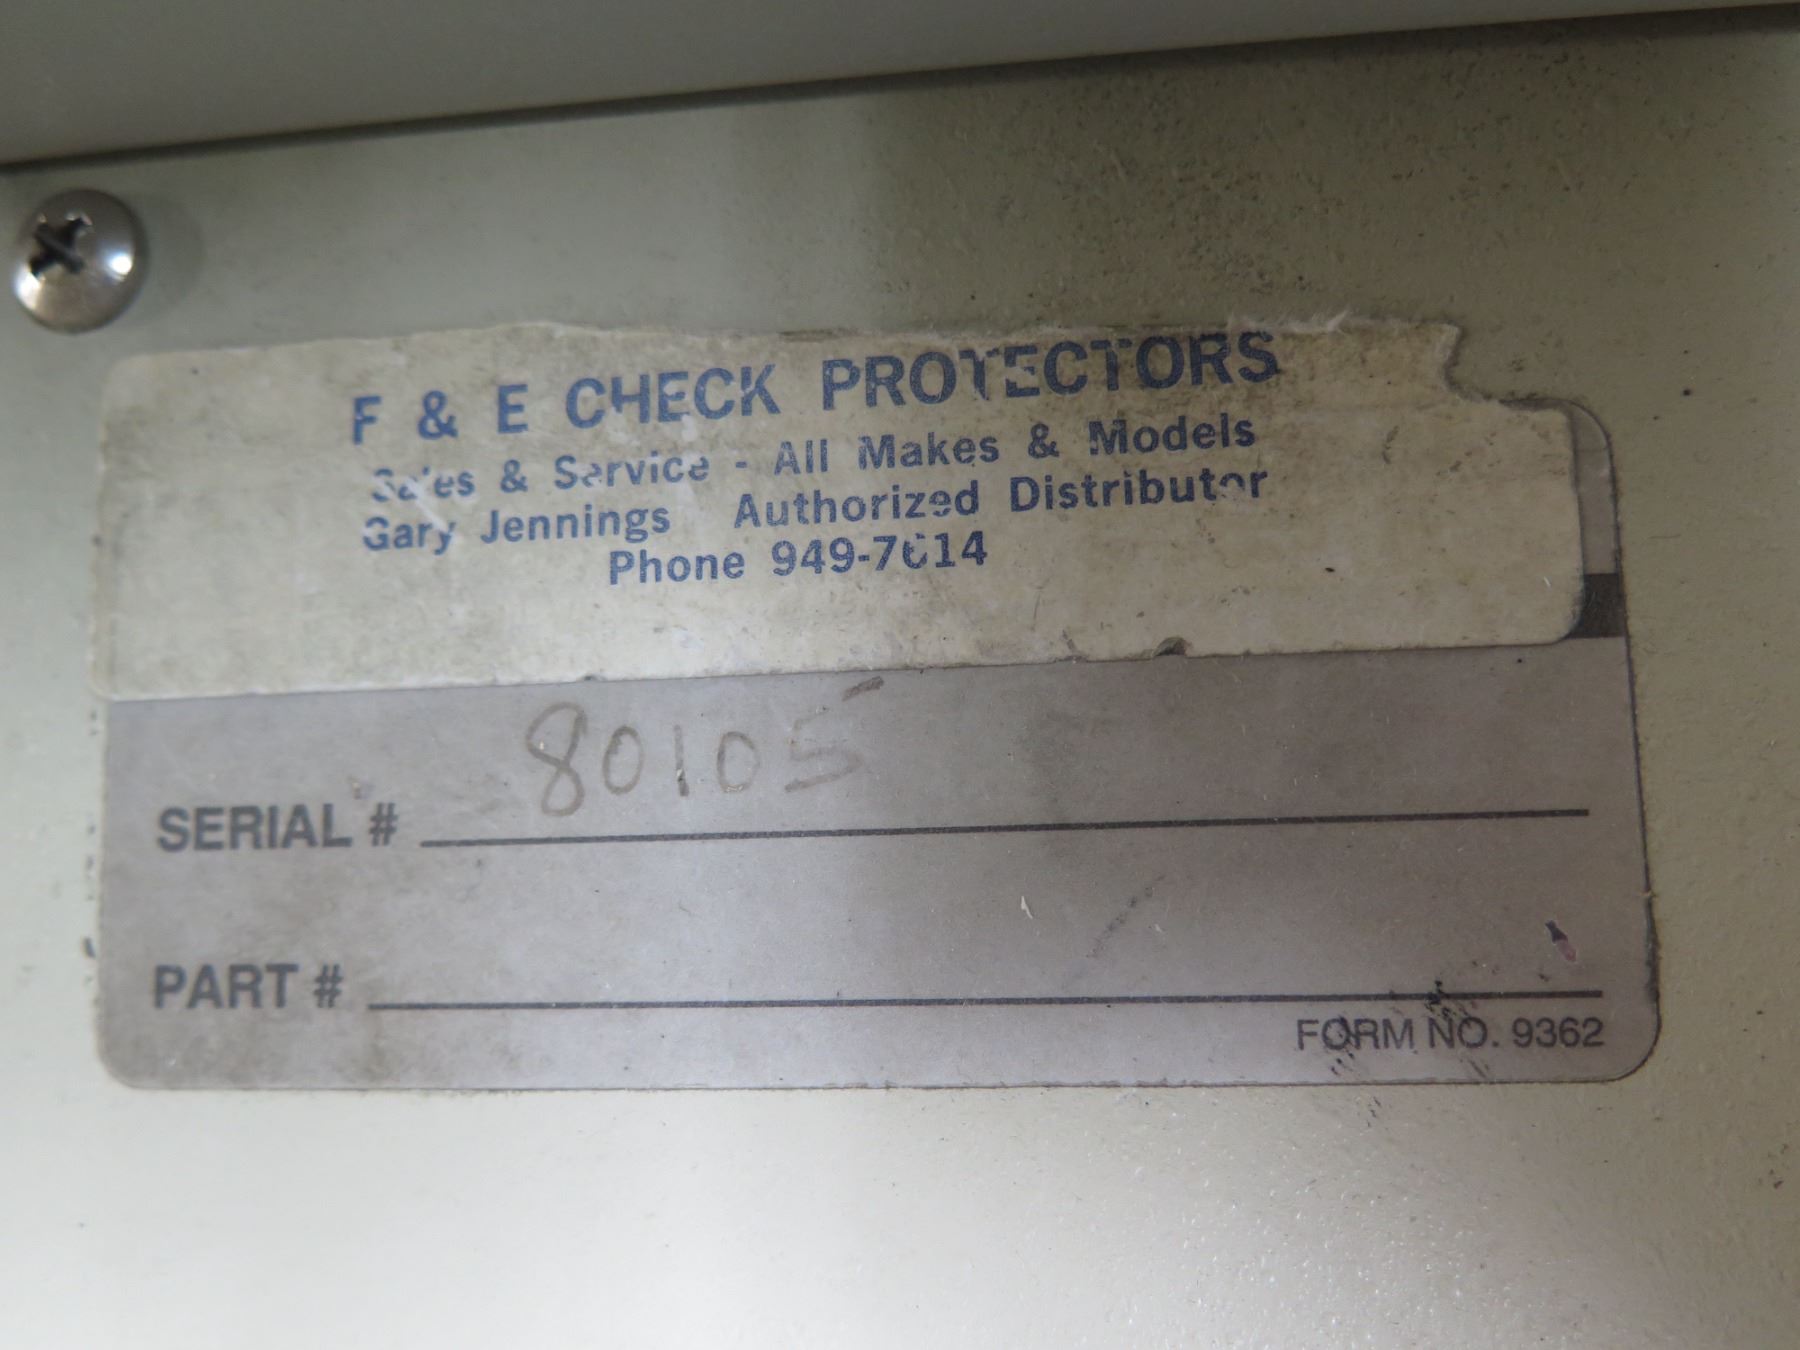 F & E CHECK PROTECTORS
Sales & Service - All Makes & Models
Gary Jennings Authorized Distributor
Phone 949-7614
SERIAL # 80105
PART #
FORM NO. 9362